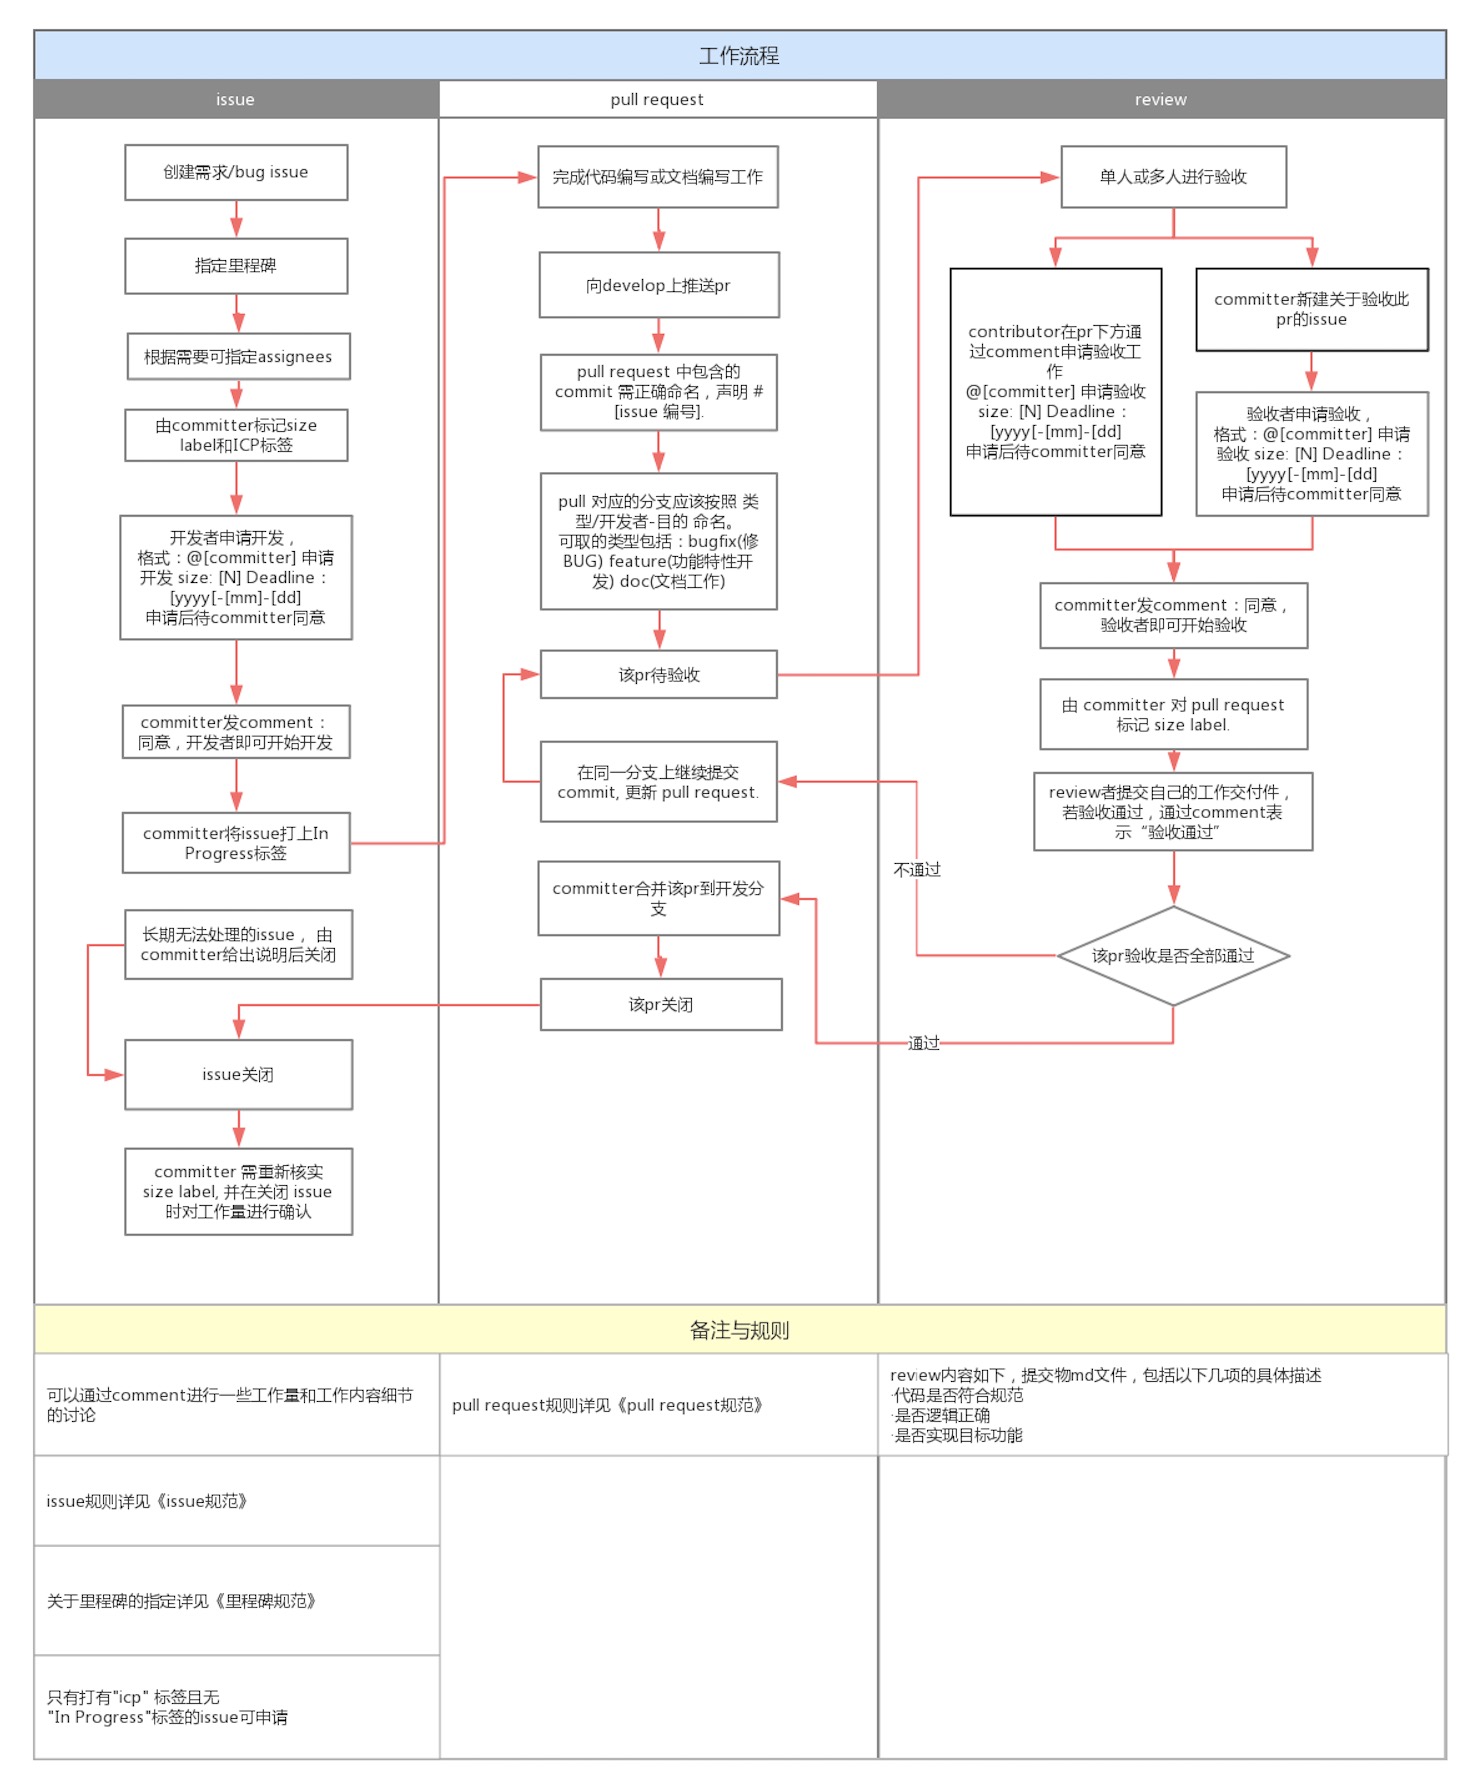 工作流程
issue
pull request
review
创建需求/bug issue
指定里程碑
根据需要可指定assignees
由committer标记size
label和ICP标签
开发者申请开发，
格式：@[committer] 申请
开发 size: [N] Deadline：
[yyyy[-[mm]-[dd]
申请后待committer同意
committer发comment：
同意，开发者即可开始开发
committer将issue打上In
Progress标签
长期无法处理的issue， 由
committer给出说明后关闭
issue关闭
committer 需重新核实
size label, 并在关闭 issue
时对工作量进行确认
完成代码编写或文档编写工作
向develop上推送pr
pull request 中包含的
commit 需正确命名，声明 #
[issue 编号].
pull 对应的分支应该按照 类
型/开发者-目的 命名。
可取的类型包括：bugfix(修
BUG) feature(功能特性开
发) doc(文档工作)
该pr待验收
在同一分支上继续提交
commit, 更新 pull request.
committer合并该pr到开发分
支
该pr关闭
单人或多人进行验收
contributor在pr下方通
过comment申请验收工
作
@[committer] 申请验收
size: [N] Deadline：
[yyyy[-[mm]-[dd]
申请后待committer同意
committer新建关于验收此
pr的issue
验收者申请验收，
格式：@[committer] 申请
验收 size: [N] Deadline：
[yyyy[-[mm]-[dd]
申请后待committer同意
committer发comment：同意，
验收者即可开始验收
由 committer 对 pull request
标记 size label.
review者提交自己的工作交付件，
若验收通过，通过comment表
示“验收通过”
不通过
该pr验收是否全部通过
通过
备注与规则
可以通过comment进行一些工作量和工作内容细节
的讨论
issue规则详见《issue规范》
关于里程碑的指定详见《里程碑规范》
只有打有"icp" 标签且无
"In Progress"标签的issue可申请
pull request规则详见《pull request规范》
review内容如下，提交物md文件，包括以下几项的具体描述
·代码是否符合规范
·是否逻辑正确
·是否实现目标功能